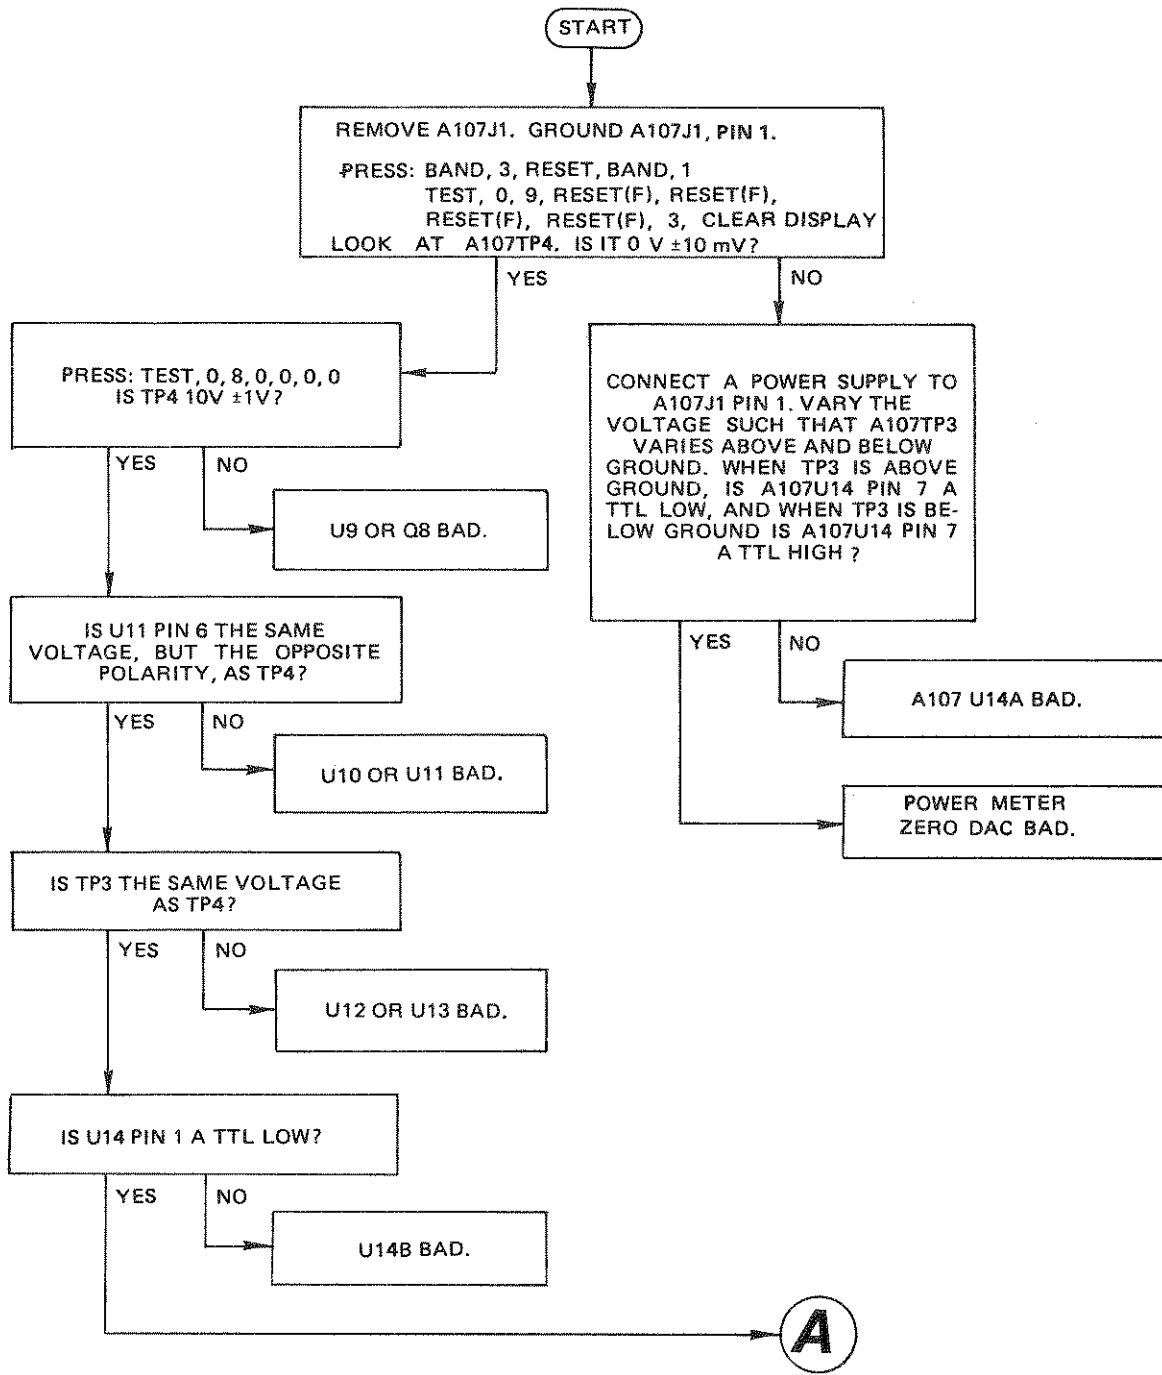 START
REMOVE A107J1. GROUND A107J1, PIN 1.
PRESS: BAND, 3, RESET, BAND, 1
TEST, 0, 9, RESET(F), RESET(F),
RESET(F), RESET(F), 3, CLEAR DISPLAY
LOOK AT A107TP4. IS IT 0 V ±10 mV?
YES
NO
PRESS: TEST, 0, 8, 0, 0, 0, 0
IS TP4 10V ±1V?
YES
NO
U9 OR Q8 BAD.
IS U11 PIN 6 THE SAME
VOLTAGE, BUT THE OPPOSITE
POLARITY, AS TP4?
YES
NO
U10 OR U11 BAD.
IS TP3 THE SAME VOLTAGE
AS TP4?
YES
NO
U12 OR U13 BAD.
IS U14 PIN 1 A TTL LOW?
YES
NO
U14B BAD.
A
CONNECT A POWER SUPPLY TO
A107J1 PIN 1. VARY THE
VOLTAGE SUCH THAT A107TP3
VARIES ABOVE AND BELOW
GROUND. WHEN TP3 IS ABOVE
GROUND, IS A107U14 PIN 7 A
TTL LOW, AND WHEN TP3 IS BE-
LOW GROUND IS A107U14 PIN 7
A TTL HIGH ?
YES
NO
A107 U14A BAD.
POWER METER
ZERO DAC BAD.